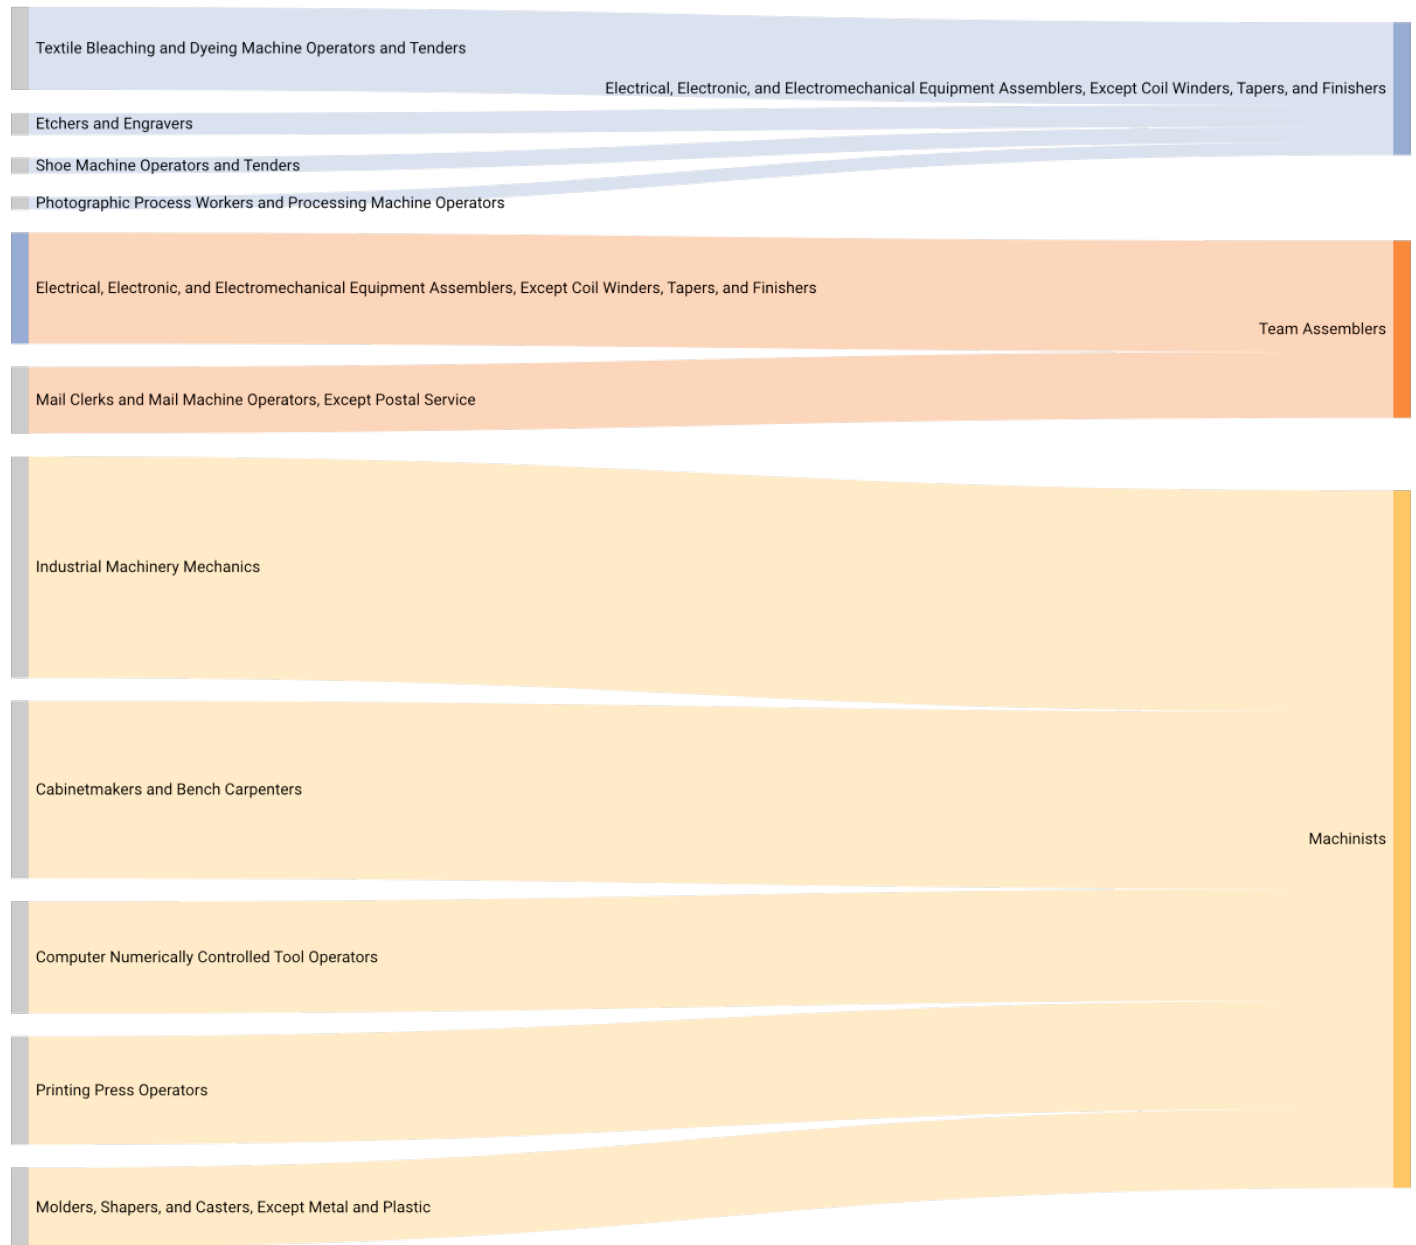 Textile Bleaching and Dyeing Machine Operators and Tenders
Electrical, Electronic, and Electromechanical Equipment Assemblers, Except Coil Winders, Tapers, and Finishers
Etchers and Engravers
Shoe Machine Operators and Tenders
Photographic Process Workers and Processing Machine Operators
Electrical, Electronic, and Electromechanical Equipment Assemblers, Except Coil Winders, Tapers, and Finishers
Team Assemblers
Mail Clerks and Mail Machine Operators, Except Postal Service
Industrial Machinery Mechanics
Cabinetmakers and Bench Carpenters
Machinists
Computer Numerically Controlled Tool Operators
Printing Press Operators
Molders, Shapers, and Casters, Except Metal and Plastic